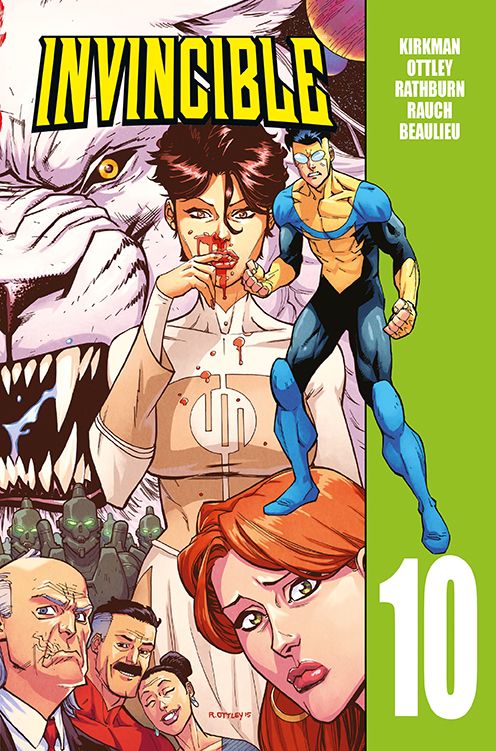 INVINCIBLE
KIRKMAN
OTTLEY
RATHBURN
RAUCH
BEAULIEU
10
R. OTTLEY 15